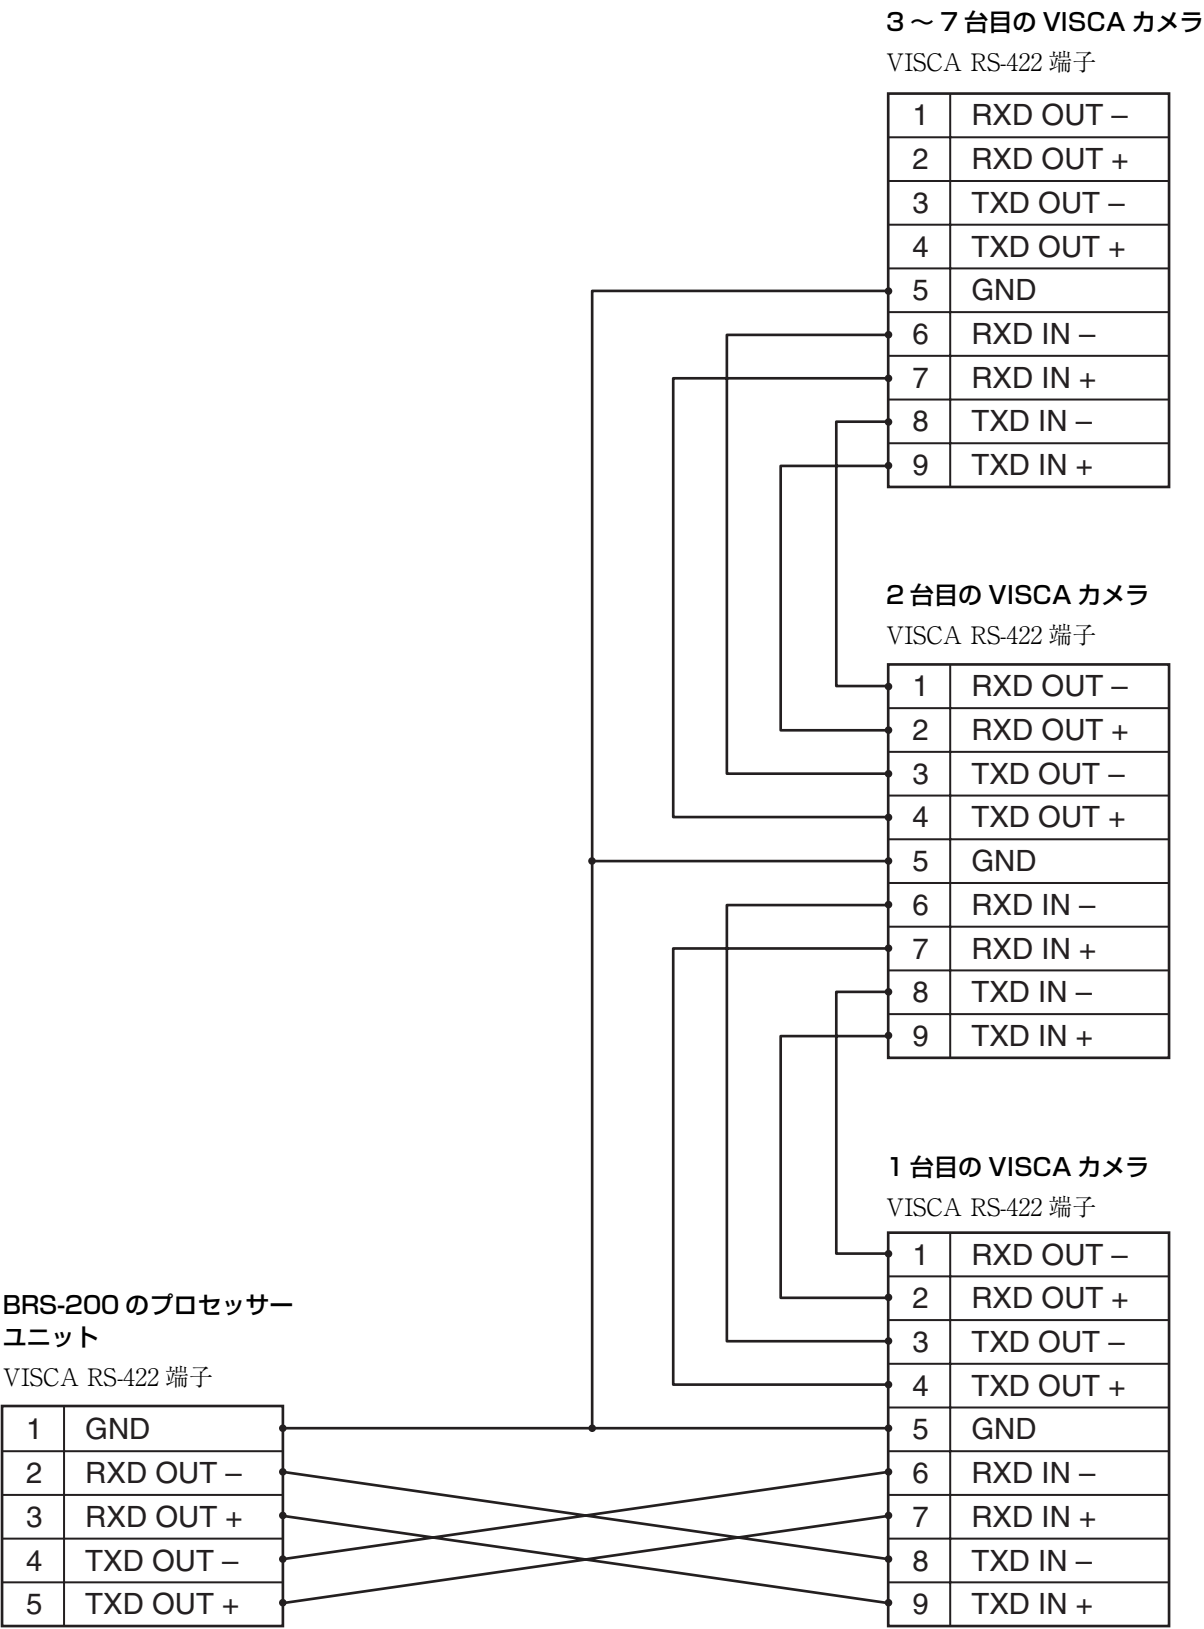 3～7 台目の VISCA カメラ
VISCA RS-422 端子
1 RXD OUT –
2 RXD OUT +
3 TXD OUT –
4 TXD OUT +
5 GND
6 RXD IN –
7 RXD IN +
8 TXD IN –
9 TXD IN +
2 台目の VISCA カメラ
VISCA RS-422 端子
1 RXD OUT –
2 RXD OUT +
3 TXD OUT –
4 TXD OUT +
5 GND
6 RXD IN –
7 RXD IN +
8 TXD IN –
9 TXD IN +
1 台目の VISCA カメラ
VISCA RS-422 端子
1 RXD OUT –
2 RXD OUT +
3 TXD OUT –
4 TXD OUT +
5 GND
6 RXD IN –
7 RXD IN +
8 TXD IN –
9 TXD IN +
BRS-200 のプロセッサー
ユニット
VISCA RS-422 端子
1 GND
2 RXD OUT –
3 RXD OUT +
4 TXD OUT –
5 TXD OUT +